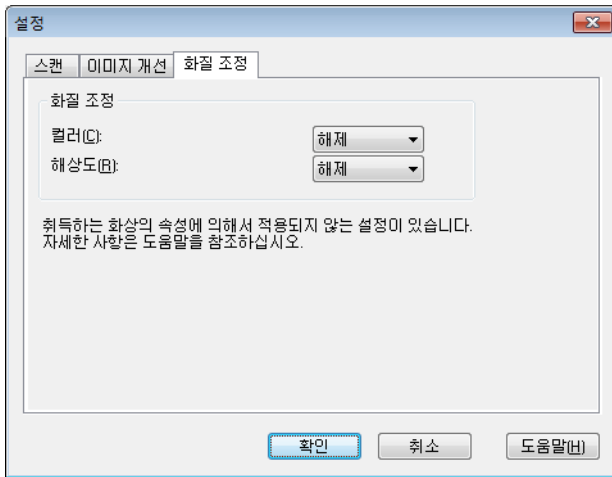 설정
스캔 이미지 개선 화질 조정
화질 조정
컬러(C): 해제
해상도(R): 해제
취득하는 화상의 속성에 의해서 적용되지 않는 설정이 있습니다.
자세한 사항은 도움말을 참조하십시오.
확인 취소 도움말(H)